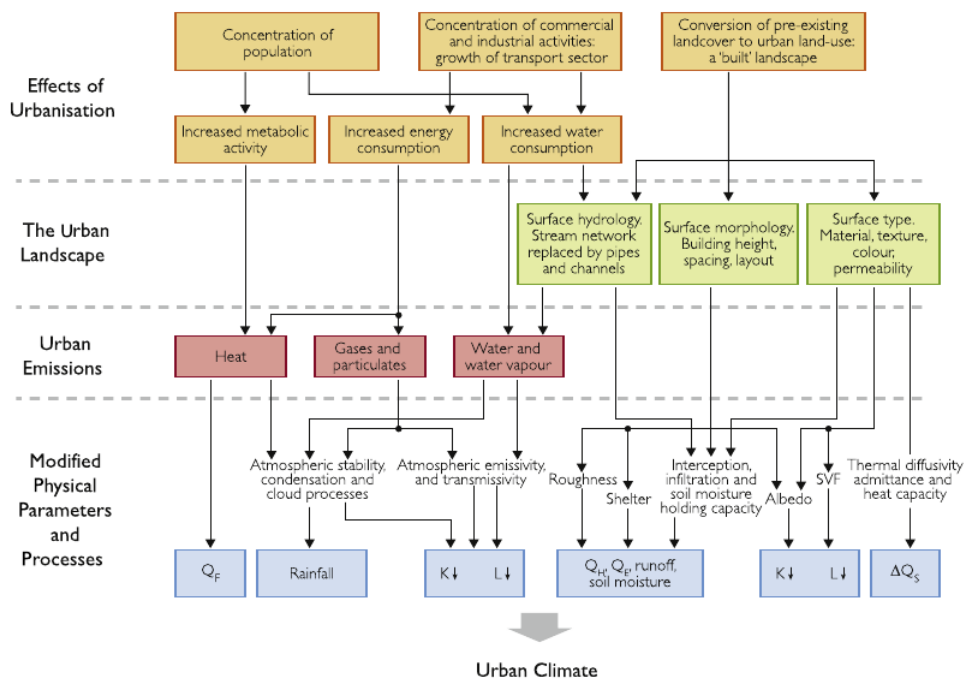 Effects of
Urbanisation
Concentration of
population
Concentration of commercial
and industrial activities:
growth of transport sector
Conversion of pre-existing
landcover to urban land-use:
a 'built' landscape
Increased metabolic
activity
Increased energy
consumption
Increased water
consumption
The Urban
Landscape
Surface hydrology.
Stream network
replaced by pipes
and channels
Surface morphology.
Building height,
spacing, layout
Surface type.
Material, texture,
colour,
permeability
Urban
Emissions
Heat
Gases and
particulates
Water and
water vapour
Modified
Physical
Parameters
and
Processes
Atmospheric stability,
condensation and
cloud processes
Atmospheric emissivity,
and transmissivity
Roughness
Shelter
Interception,
infiltration and
soil moisture
holding capacity
Albedo
SVF
Thermal diffusivity
admittance and
heat capacity
Q_F
Rainfall
K↓ L↓
Q_H, Q_E, runoff,
soil moisture
K↓ L↓
ΔQ_S
Urban Climate